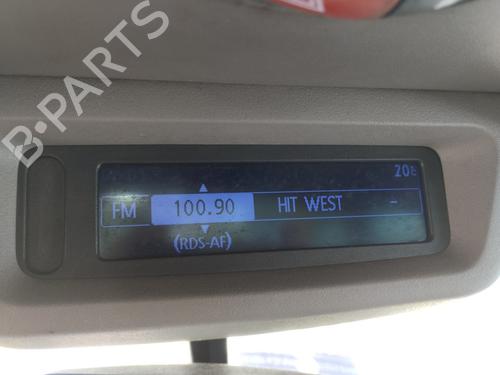 B-PARTS
20°c
FM 100.90 HIT WEST -
(RDS-AF)